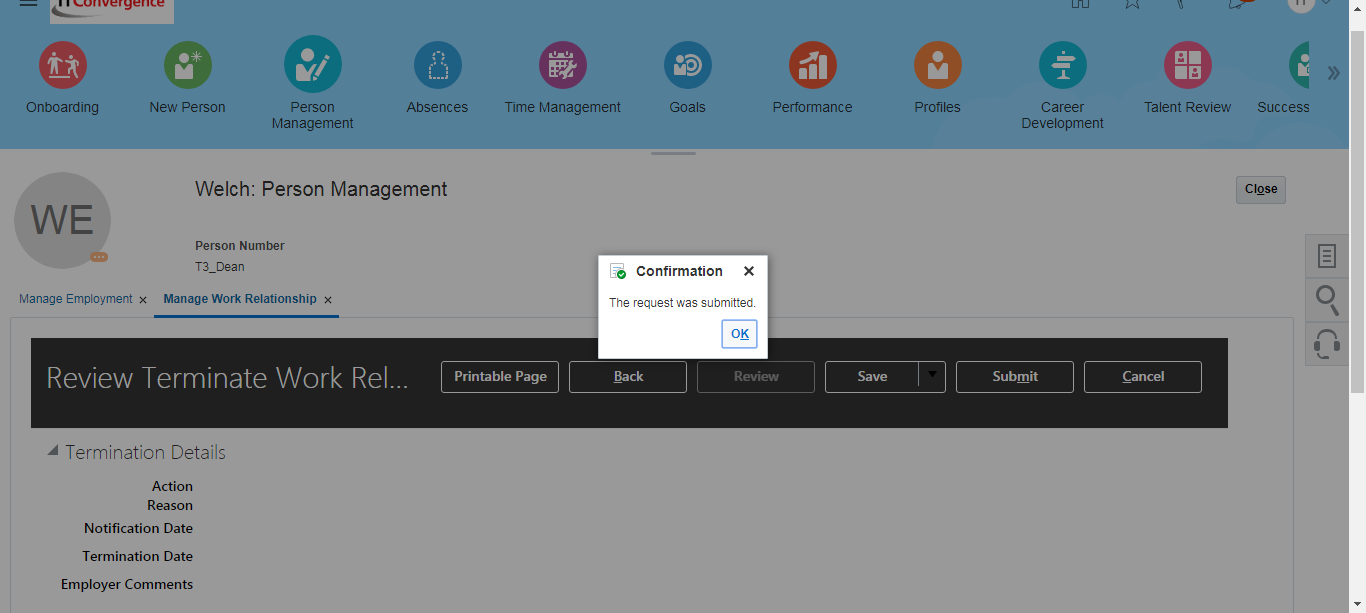 ITConvergence
Onboarding
New Person
Person
Management
Absences
Time Management
Goals
Performance
Profiles
Career
Development
Talent Review
Success
WE
Welch: Person Management
Close
Person Number
T3_Dean
Manage Employment
Manage Work Relationship
Confirmation
The request was submitted.
OK
Review Terminate Work Rel...
Printable Page
Back
Review
Save
Submit
Cancel
Termination Details
Action
Reason
Notification Date
Termination Date
Employer Comments